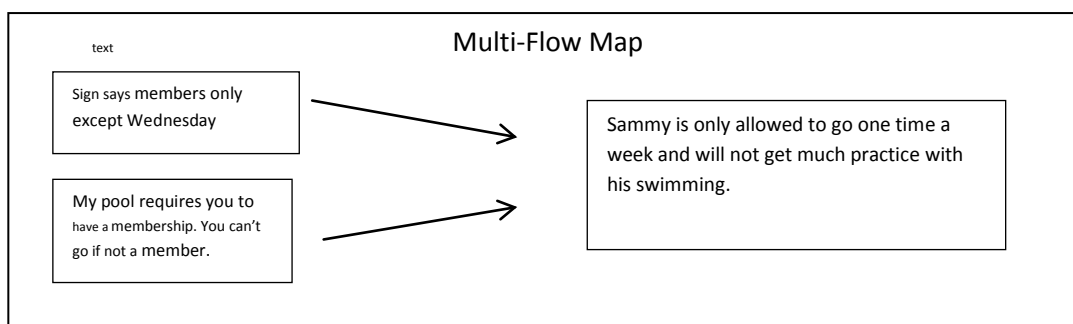 Multi-Flow Map
text
Sign says members only
except Wednesday
My pool requires you to
have a membership. You can't
go if not a member.
Sammy is only allowed to go one time a
week and will not get much practice with
his swimming.